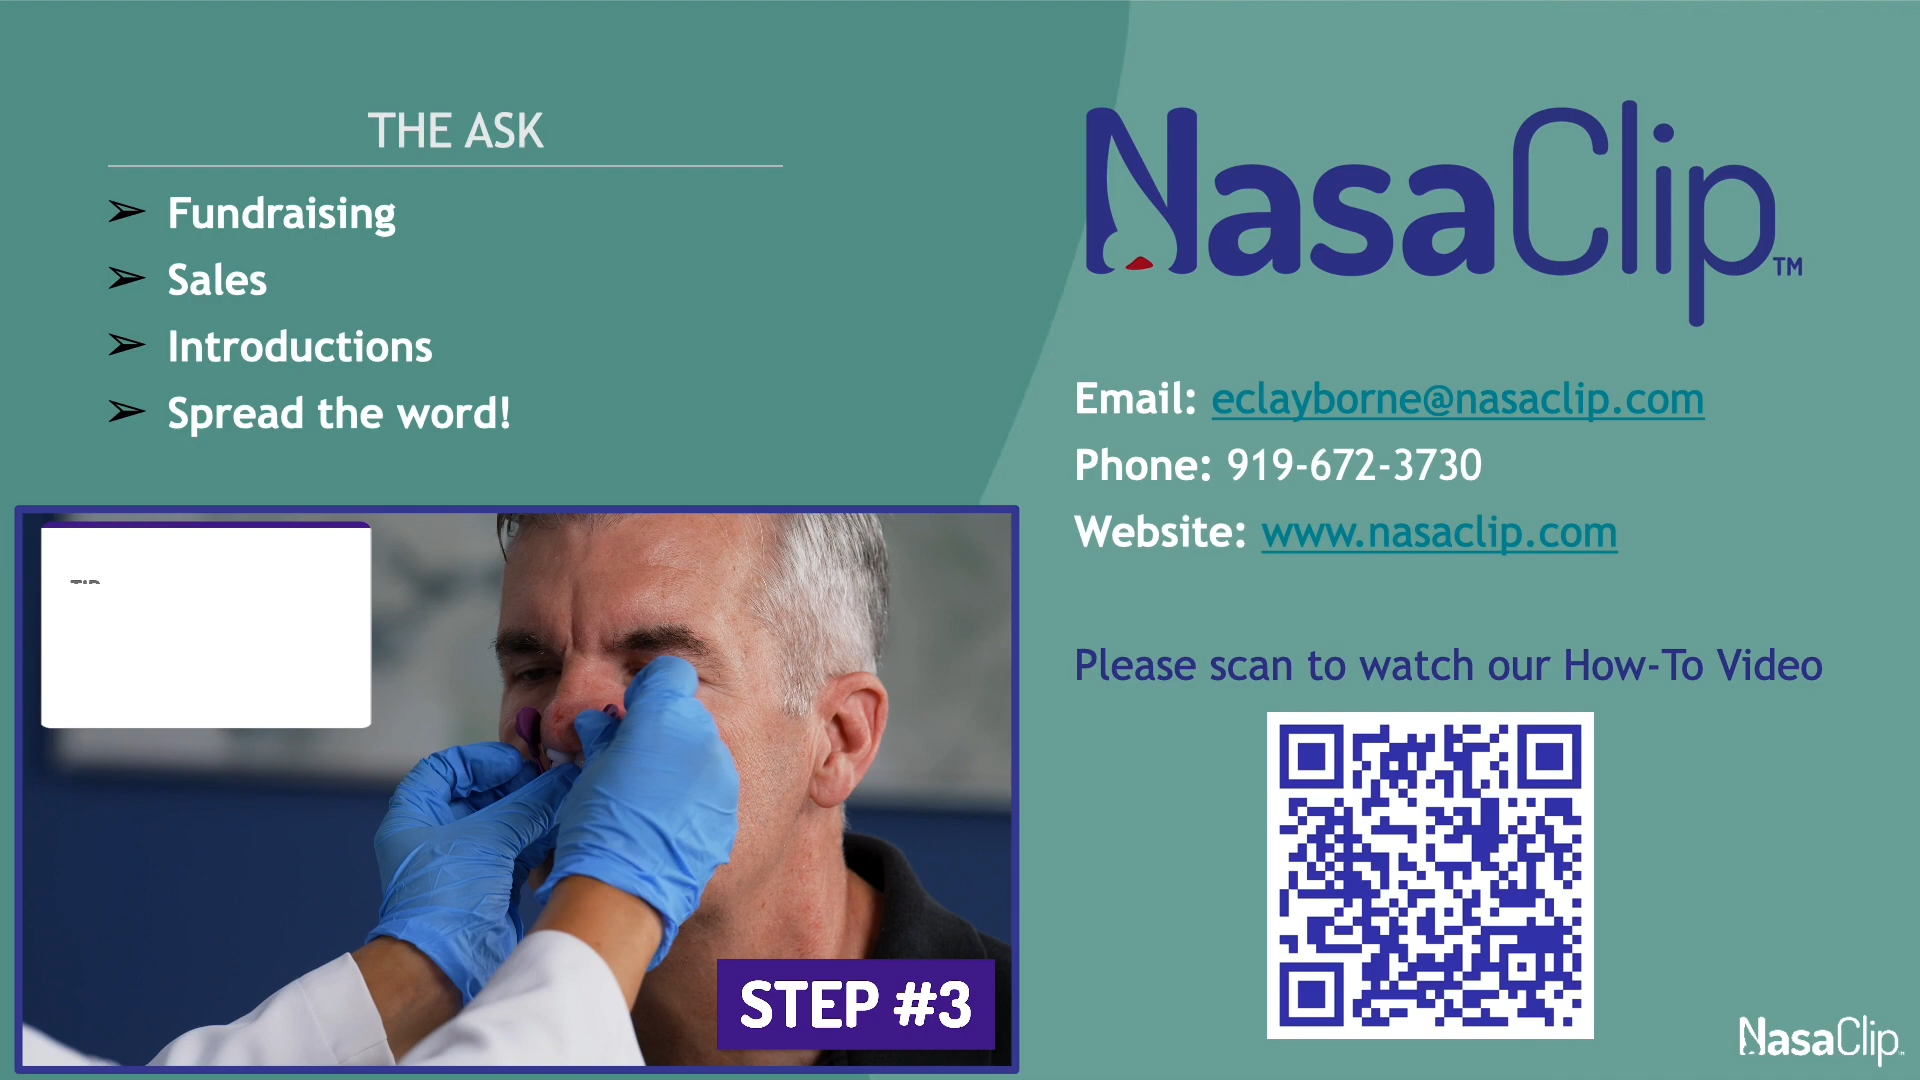 THE ASK
➢ Fundraising
➢ Sales
➢ Introductions
➢ Spread the word!
STEP #3
NasaClip™
Email: eclayborne@nasaclip.com
Phone: 919-672-3730
Website: www.nasaclip.com
Please scan to watch our How-To Video
NasaClip